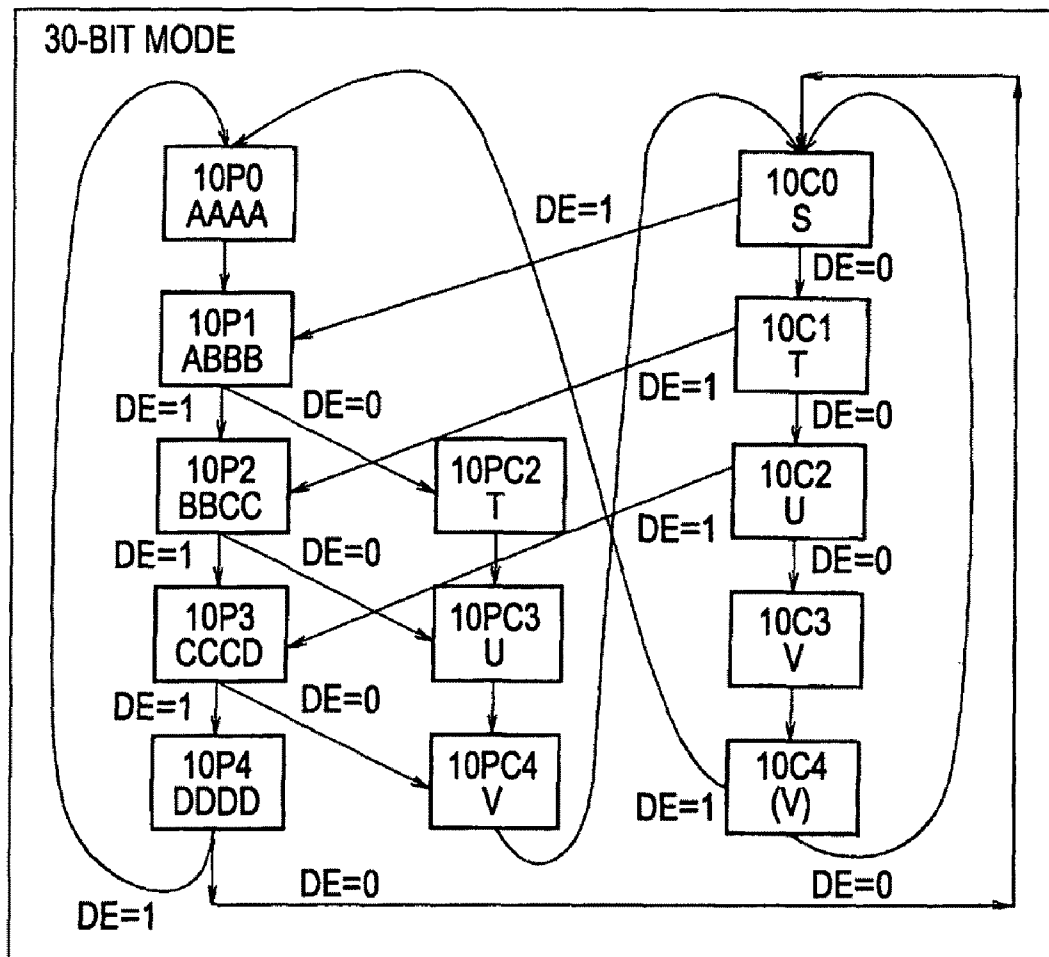 30-BIT MODE
10P0
AAAA
10C0
S
DE=1
DE=0
10P1
ABBB
10C1
T
DE=1
DE=0
DE=1
DE=0
10P2
BBCC
10PC2
T
10C2
U
DE=1
DE=0
DE=1
DE=0
10P3
CCCD
10PC3
U
10C3
V
DE=1
DE=0
10P4
DDDD
10PC4
V
10C4
(V)
DE=1
DE=0
DE=0
DE=1